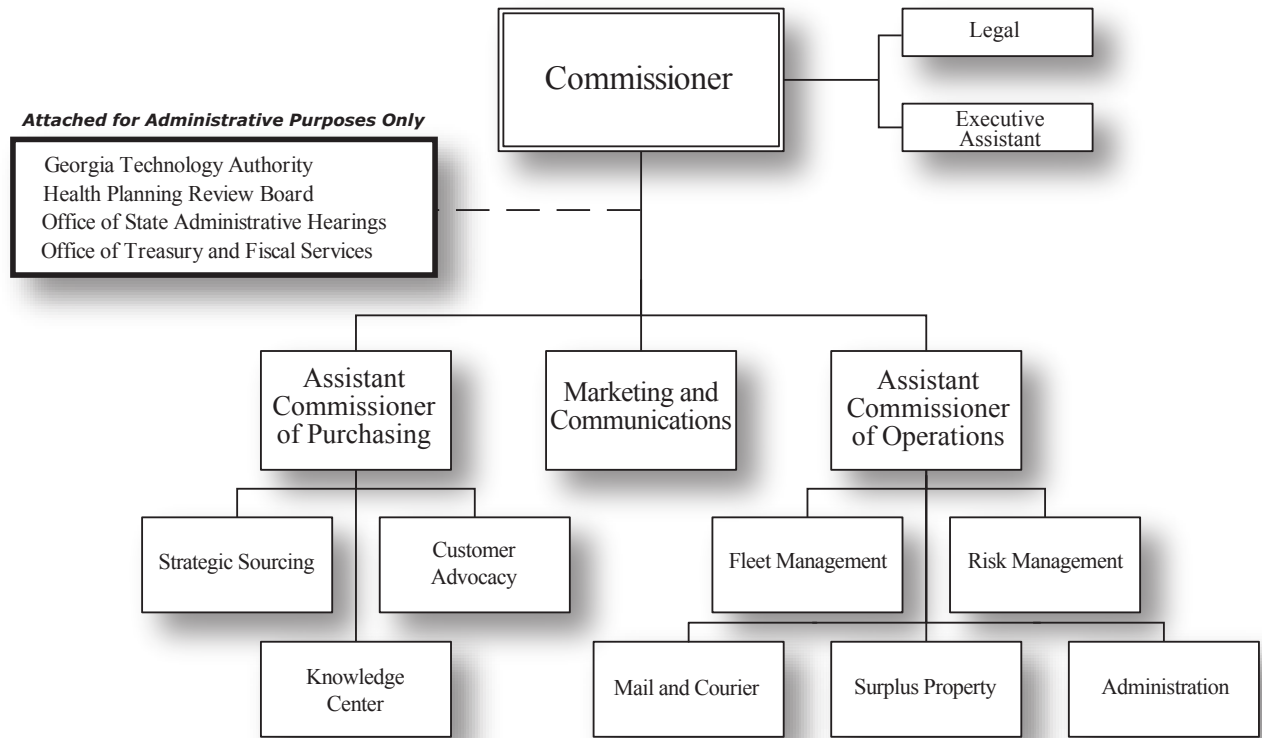 Commissioner
Legal
Executive
Assistant
Attached for Administrative Purposes Only
Georgia Technology Authority
Health Planning Review Board
Office of State Administrative Hearings
Office of Treasury and Fiscal Services
Assistant
Commissioner
of Purchasing
Marketing and
Communications
Assistant
Commissioner
of Operations
Strategic Sourcing
Customer
Advocacy
Fleet Management
Risk Management
Knowledge
Center
Mail and Courier
Surplus Property
Administration